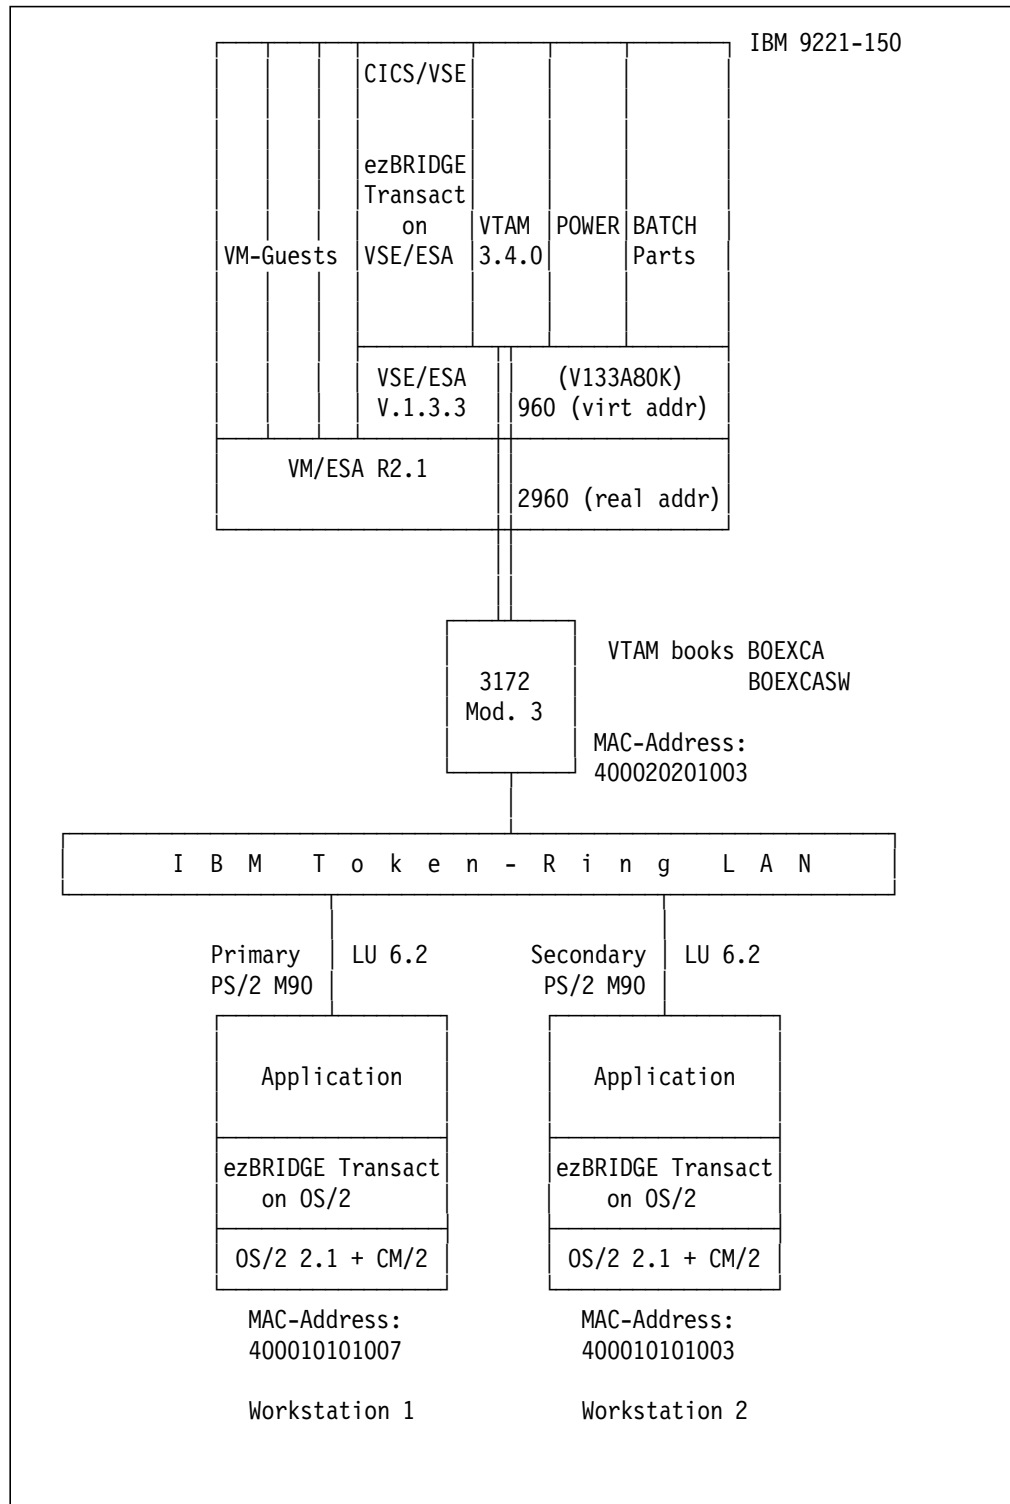 IBM 9221-150
CICS/VSE
ezBRIDGE
Transact
on VTAM POWER BATCH
VM-Guests VSE/ESA 3.4.0 Parts
VSE/ESA (V133A80K)
V.1.3.3 960 (virt addr)
VM/ESA R2.1
2960 (real addr)
VTAM books BOEXCA
3172 BOEXCASW
Mod. 3
MAC-Address:
400020201003
I B M T o k e n - R i n g L A N
Primary LU 6.2 Secondary LU 6.2
PS/2 M90 PS/2 M90
Application Application
ezBRIDGE Transact ezBRIDGE Transact
on OS/2 on OS/2
OS/2 2.1 + CM/2 OS/2 2.1 + CM/2
MAC-Address: MAC-Address:
400010101007 400010101003
Workstation 1 Workstation 2